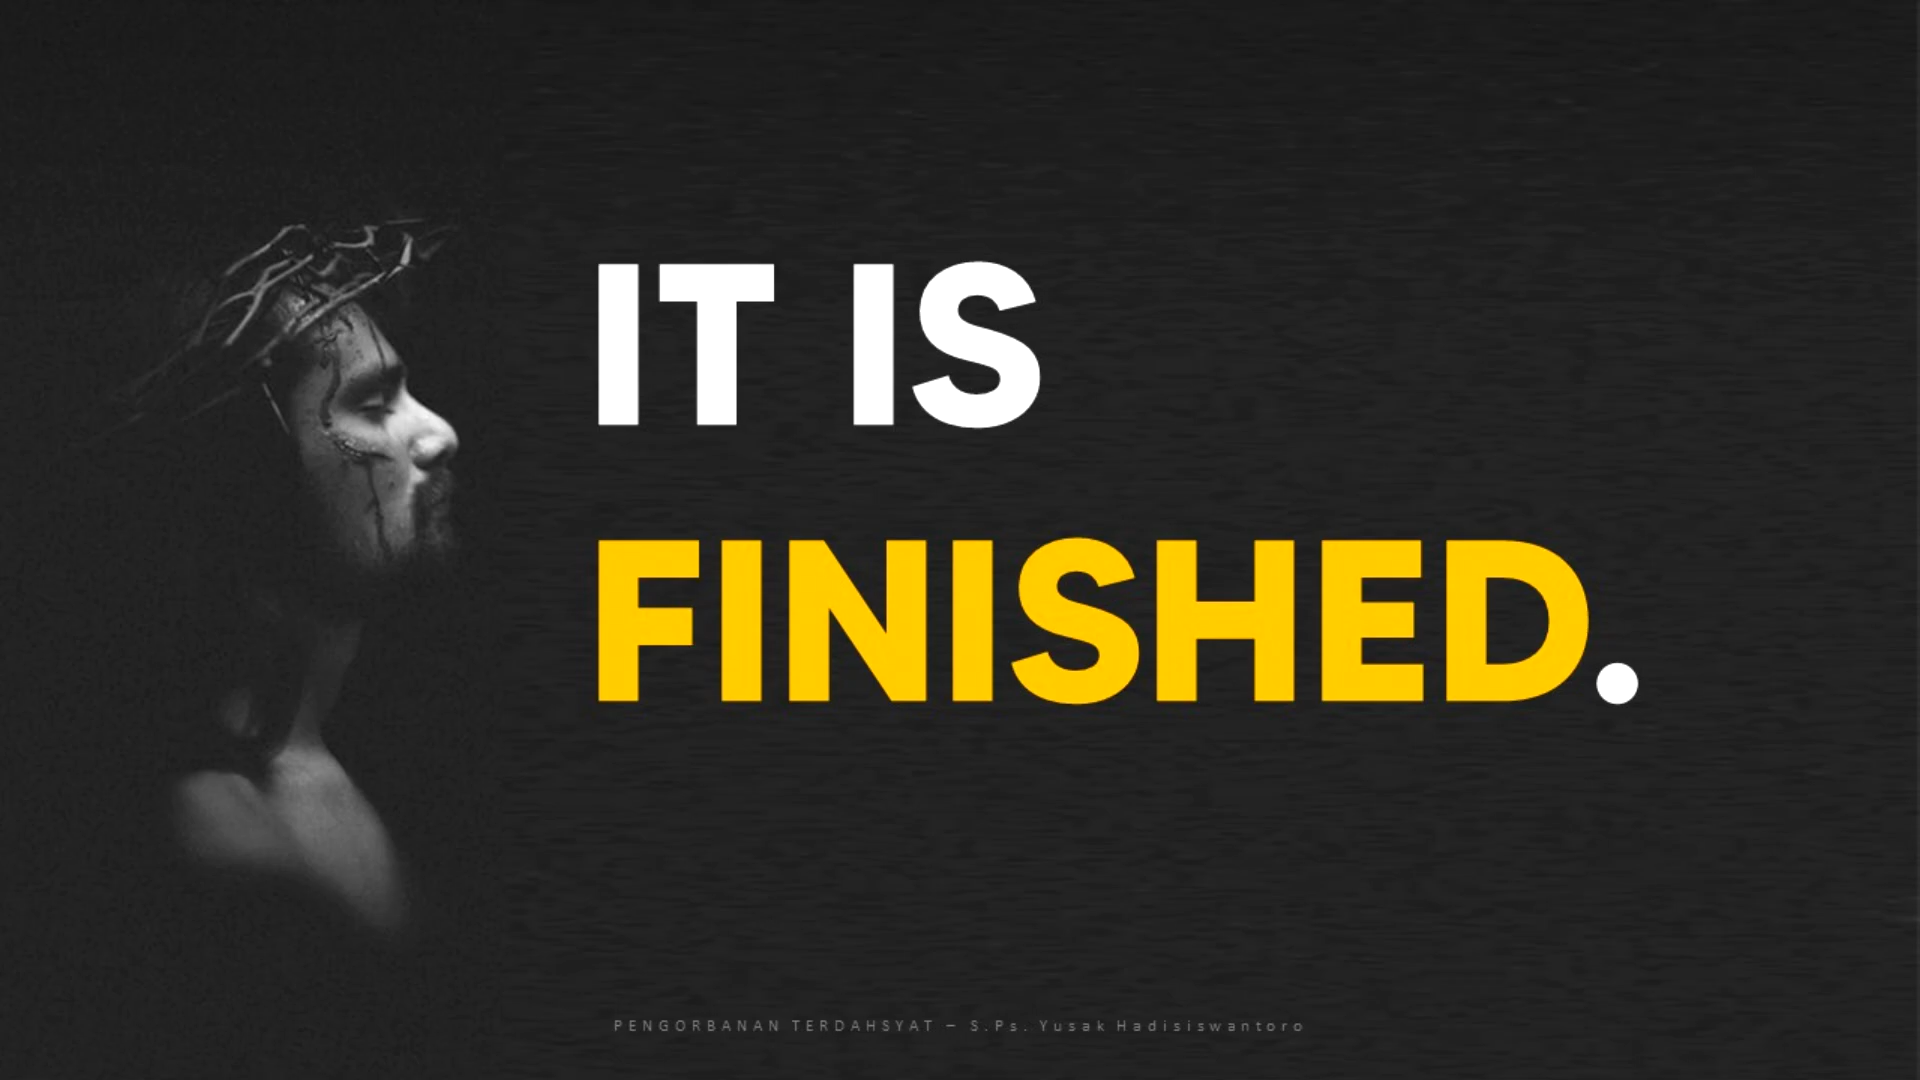 IT IS
FINISHED.
PENGORBANAN TERDAHSYAT – S.Ps. Yusak Hadisiswantoro